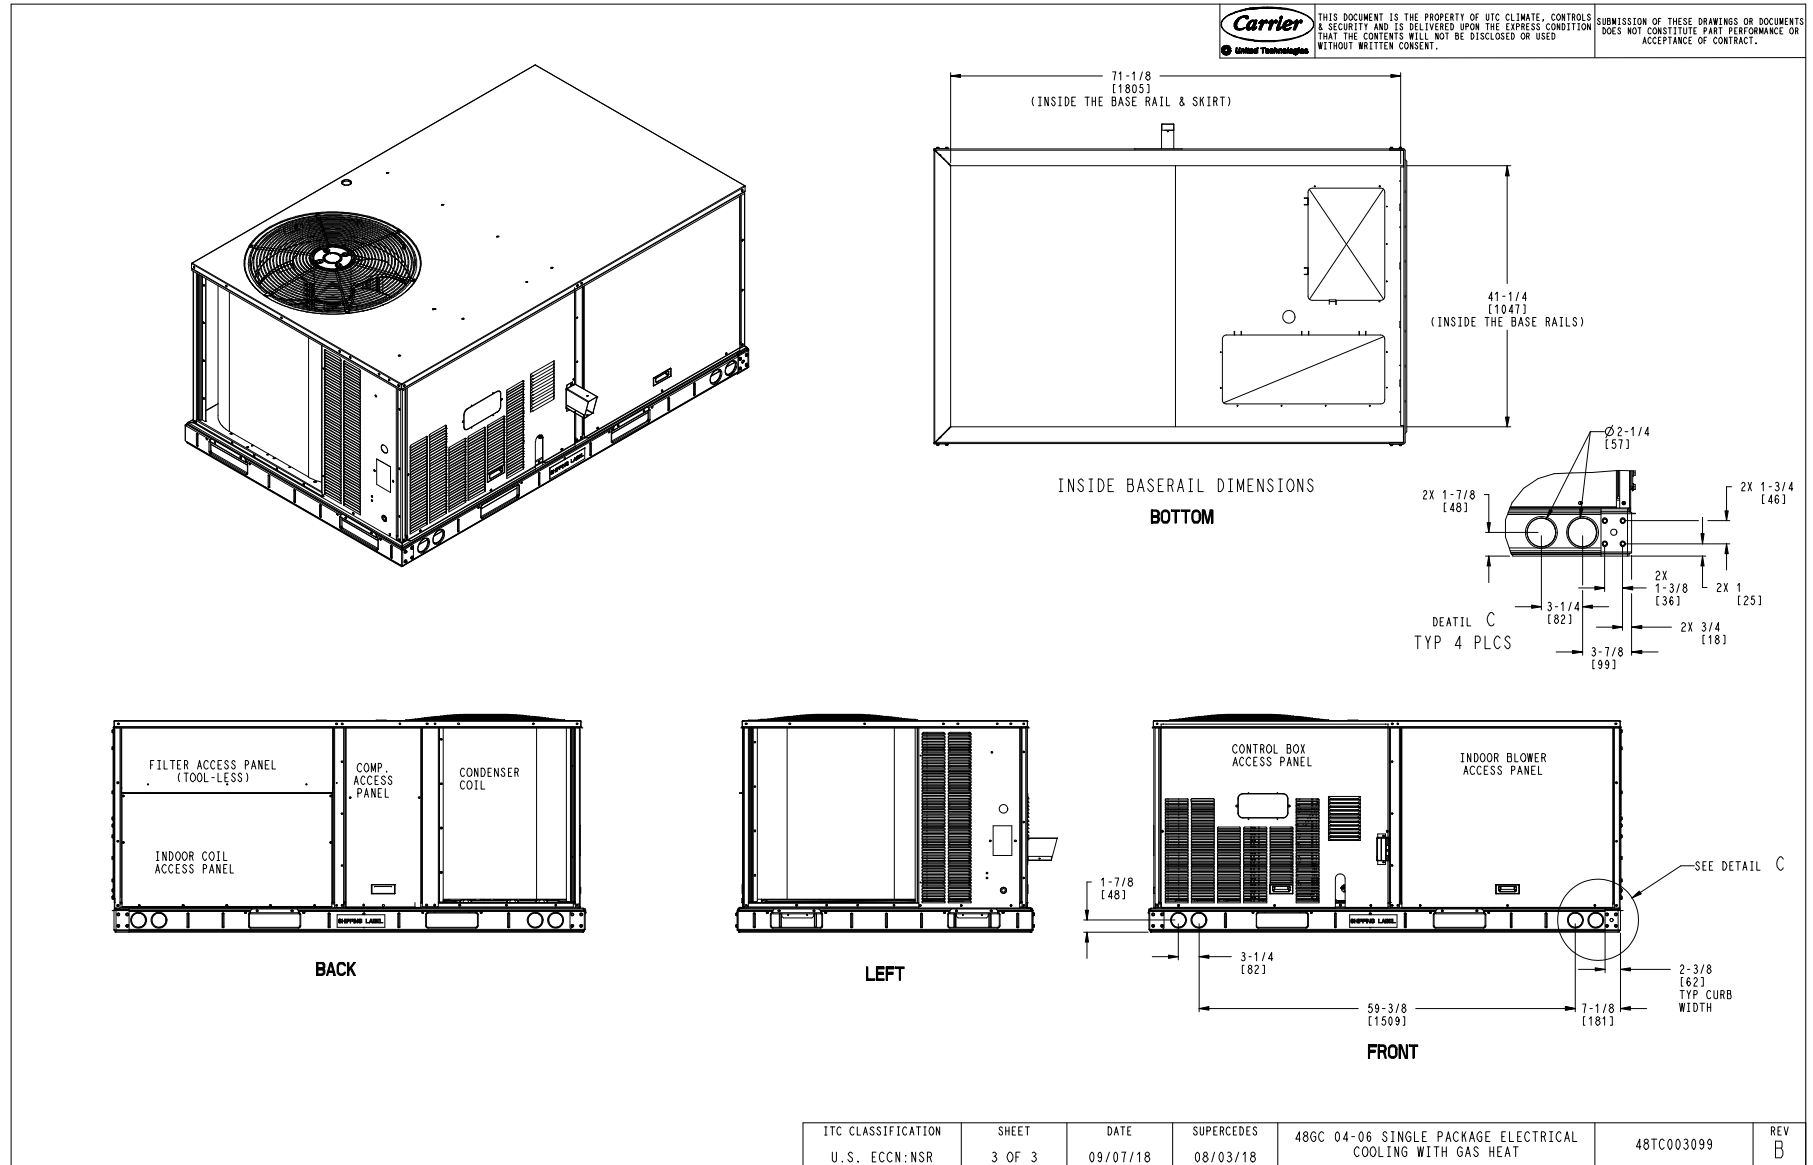 Carrier
United Technologies
THIS DOCUMENT IS THE PROPERTY OF UTC CLIMATE, CONTROLS
& SECURITY AND IS DELIVERED UPON THE EXPRESS CONDITION
THAT THE CONTENTS WILL NOT BE DISCLOSED OR USED
WITHOUT WRITTEN CONSENT.
SUBMISSION OF THESE DRAWINGS OR DOCUMENTS
DOES NOT CONSTITUTE PART PERFORMANCE OR
ACCEPTANCE OF CONTRACT.
71-1/8
[1805]
(INSIDE THE BASE RAIL & SKIRT)
41-1/4
[1047]
(INSIDE THE BASE RAILS)
INSIDE BASERAIL DIMENSIONS
BOTTOM
SHIPPING LABEL
Ø2-1/4
[57]
2X 1-7/8
[48]
2X 1-3/4
[46]
2X
1-3/8
[36]
2X 1
[25]
3-1/4
[82]
2X 3/4
[18]
3-7/8
[99]
DEATIL C
TYP 4 PLCS
FILTER ACCESS PANEL
(TOOL-LESS)
COMP.
ACCESS
PANEL
CONDENSER
COIL
INDOOR COIL
ACCESS PANEL
SHIPPING LABEL
BACK
LEFT
CONTROL BOX
ACCESS PANEL
INDOOR BLOWER
ACCESS PANEL
SEE DETAIL C
1-7/8
[48]
SHIPPING LABEL
3-1/4
[82]
2-3/8
[62]
TYP CURB
WIDTH
59-3/8
[1509]
7-1/8
[181]
FRONT
ITC CLASSIFICATION
U.S. ECCN:NSR
SHEET
3 OF 3
DATE
09/07/18
SUPERCEDES
08/03/18
48GC 04-06 SINGLE PACKAGE ELECTRICAL
COOLING WITH GAS HEAT
48TC003099
REV
B